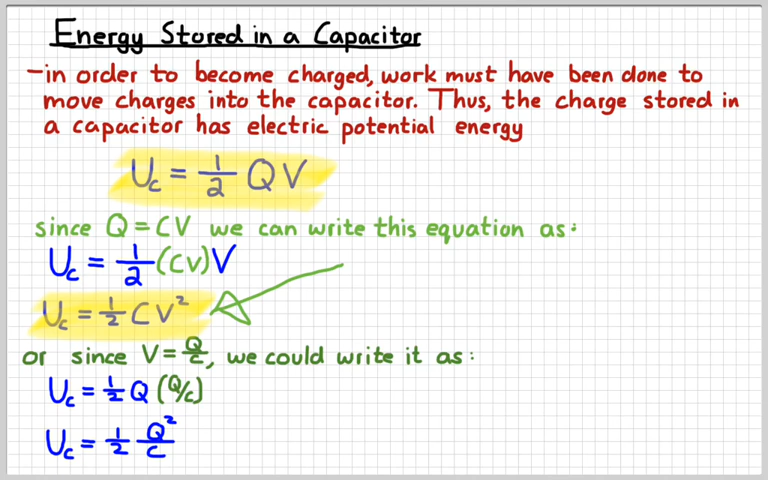 Energy Stored in a Capacitor
-in order to become charged, work must have been done to
move charges into the capacitor. Thus, the charge stored in
a capacitor has electric potential energy
Uc = 1/2 QV
since Q = CV we can write this equation as:
Uc = 1/2 (CV)V
Uc = 1/2 CV²
or since V = Q/C, we could write it as:
Uc = 1/2 Q (Q/C)
Uc = 1/2 Q²/C